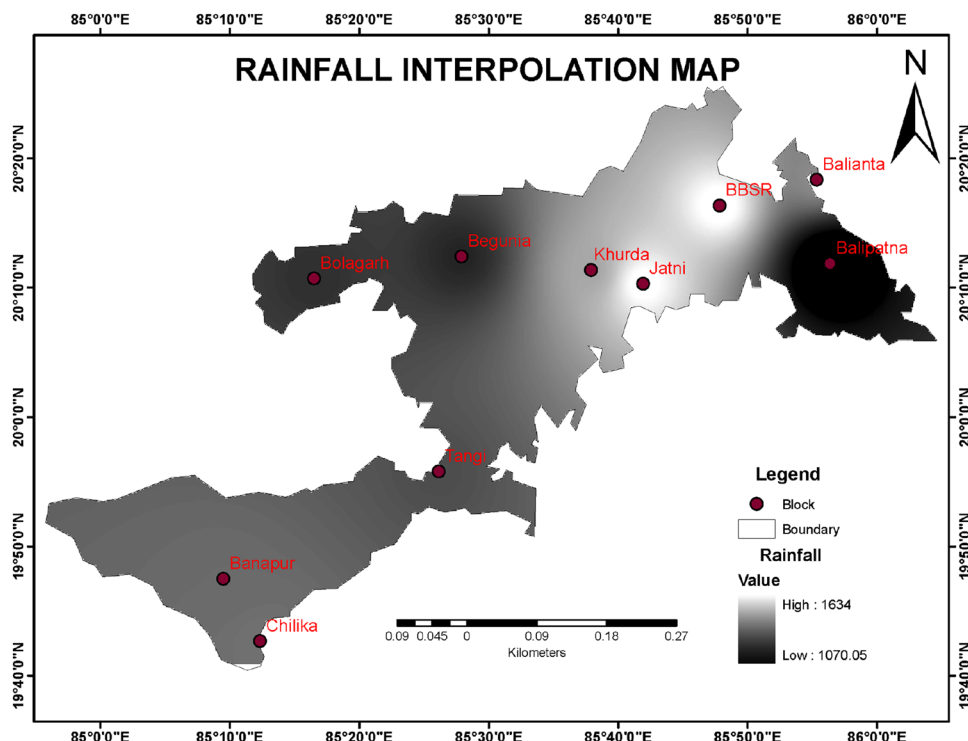 85°0'0"E 85°10'0"E 85°20'0"E 85°30'0"E 85°40'0"E 85°50'0"E 86°0'0"E
RAINFALL INTERPOLATION MAP
N
20°20'0"N
20°20'0"N
Balianta
BBSR
Begunia
Khurda
Balipatna
Bolagarh
Jatni
20°10'0"N
20°10'0"N
20°0'0"N
20°0'0"N
Tangi
Legend
Block
Boundary
19°50'0"N
19°50'0"N
Rainfall
Banapur
Value
High : 1634
Chilika
0.09 0.045 0 0.09 0.18 0.27
Kilometers
Low : 1070.05
19°40'0"N
19°40'0"N
85°0'0"E 85°10'0"E 85°20'0"E 85°30'0"E 85°40'0"E 85°50'0"E 86°0'0"E